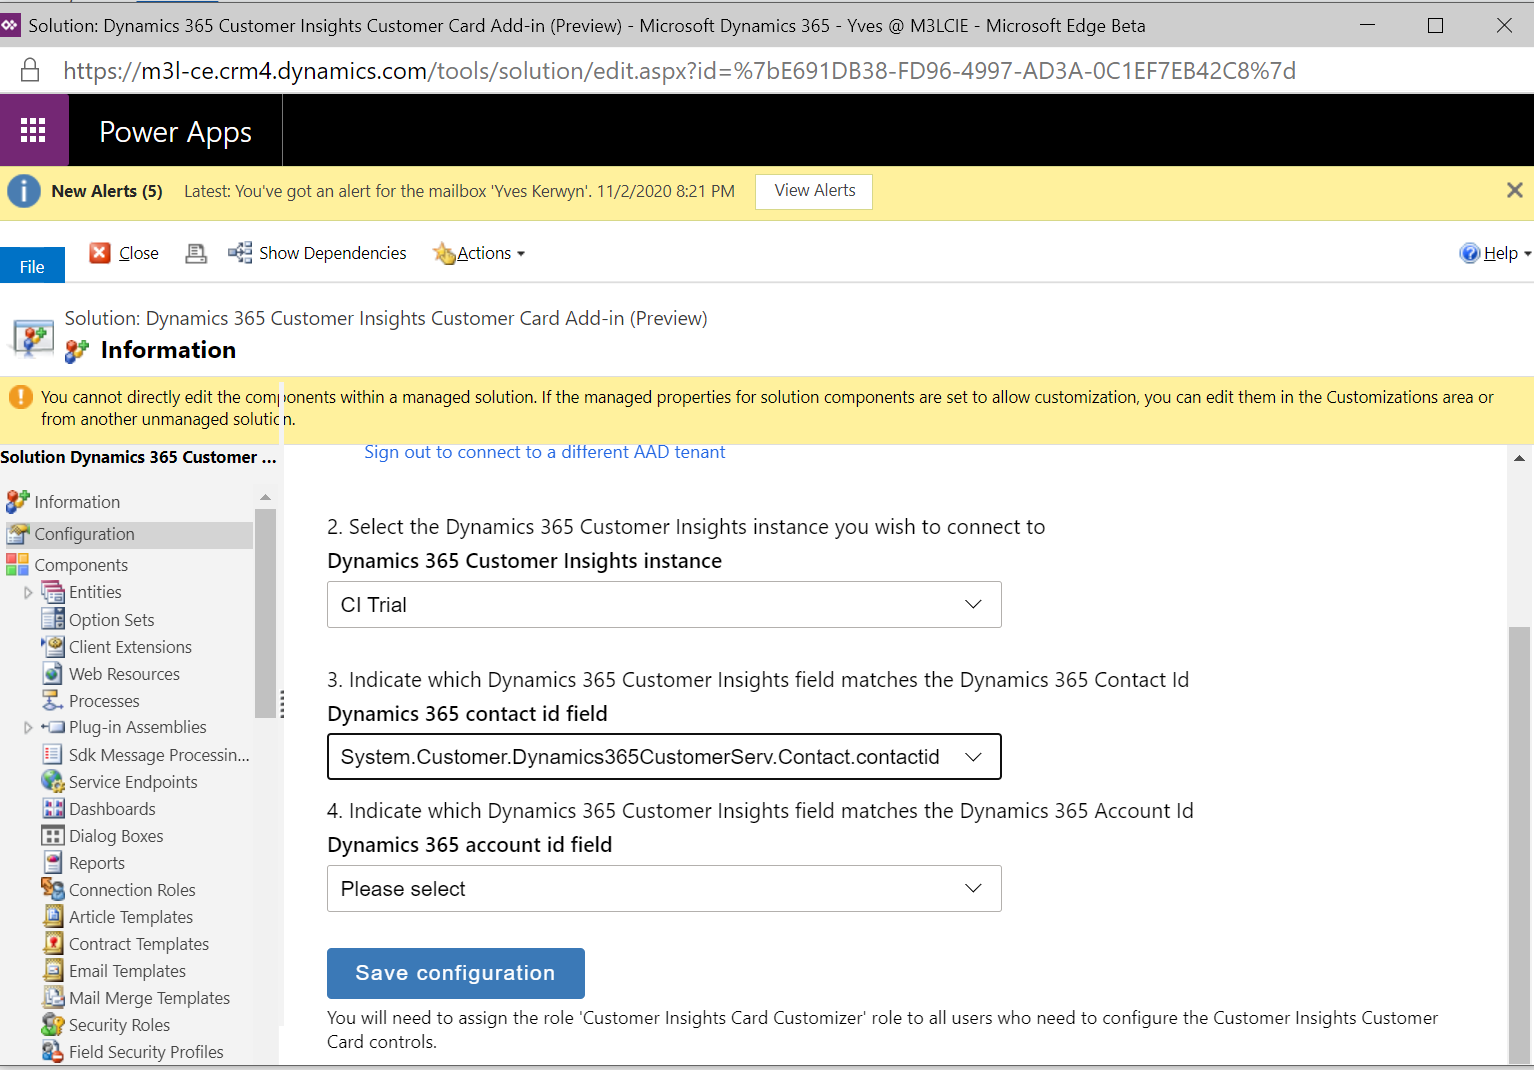 Solution: Dynamics 365 Customer Insights Customer Card Add-in (Preview) - Microsoft Dynamics 365 - Yves @ M3LCIE - Microsoft Edge Beta
https://m3l-ce.crm4.dynamics.com/tools/solution/edit.aspx?id=%7bE691DB38-FD96-4997-AD3A-0C1EF7EB42C8%7d
Power Apps
New Alerts (5) Latest: You've got an alert for the mailbox 'Yves Kerwyn'. 11/2/2020 8:21 PM View Alerts
File Close Show Dependencies Actions Help
Solution: Dynamics 365 Customer Insights Customer Card Add-in (Preview)
Information
You cannot directly edit the components within a managed solution. If the managed properties for solution components are set to allow customization, you can edit them in the Customizations area or
from another unmanaged solution.
Solution Dynamics 365 Customer ...
Information
Configuration
Components
Entities
Option Sets
Client Extensions
Web Resources
Processes
Plug-in Assemblies
Sdk Message Processin...
Service Endpoints
Dashboards
Dialog Boxes
Reports
Connection Roles
Article Templates
Contract Templates
Email Templates
Mail Merge Templates
Security Roles
Field Security Profiles
Sign out to connect to a different AAD tenant
2. Select the Dynamics 365 Customer Insights instance you wish to connect to
Dynamics 365 Customer Insights instance
CI Trial
3. Indicate which Dynamics 365 Customer Insights field matches the Dynamics 365 Contact Id
Dynamics 365 contact id field
System.Customer.Dynamics365CustomerServ.Contact.contactid
4. Indicate which Dynamics 365 Customer Insights field matches the Dynamics 365 Account Id
Dynamics 365 account id field
Please select
Save configuration
You will need to assign the role 'Customer Insights Card Customizer' role to all users who need to configure the Customer Insights Customer
Card controls.